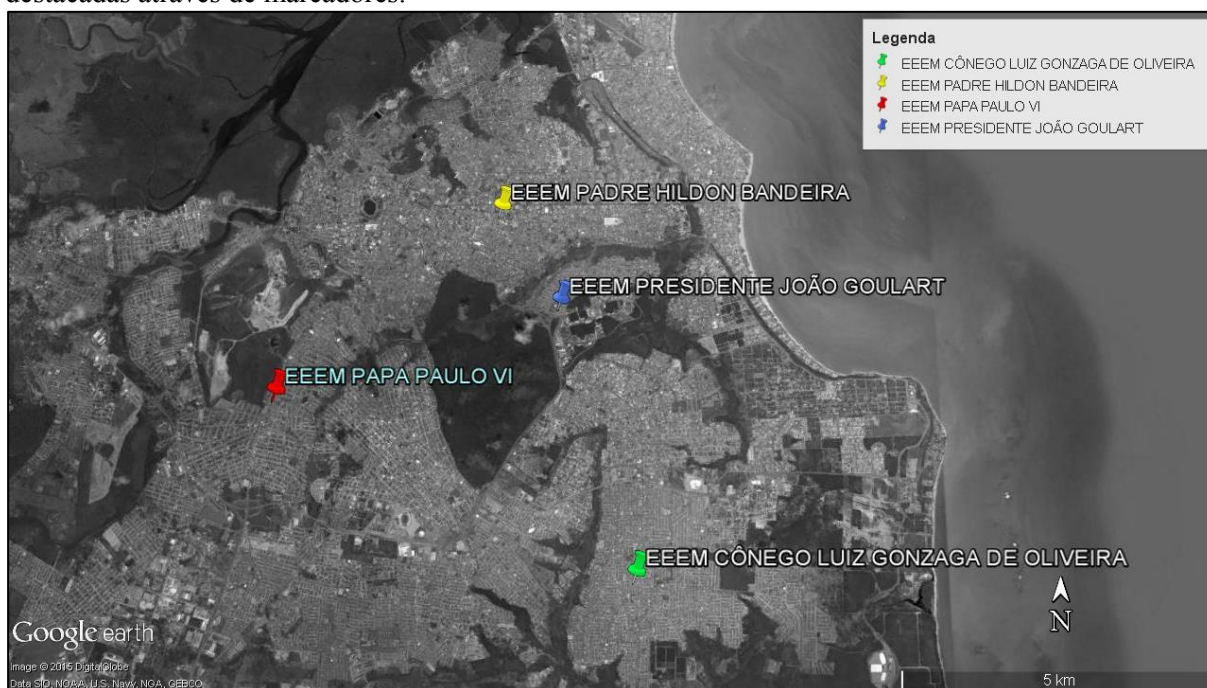 destacadas através de marcadores.
Legenda
EEEM CÔNEGO LUIZ GONZAGA DE OLIVEIRA
EEEM PADRE HILDON BANDEIRA
EEEM PAPA PAULO VI
EEEM PRESIDENTE JOÃO GOULART
EEEM PADRE HILDON BANDEIRA
EEEM PRESIDENTE JOÃO GOULART
EEEM PAPA PAULO VI
EEEM CÔNEGO LUIZ GONZAGA DE OLIVEIRA
N
Google earth
Image © 2015 DigitalGlobe
Data SIO, NOAA, U.S. Navy, NGA, GEBCO
5 km